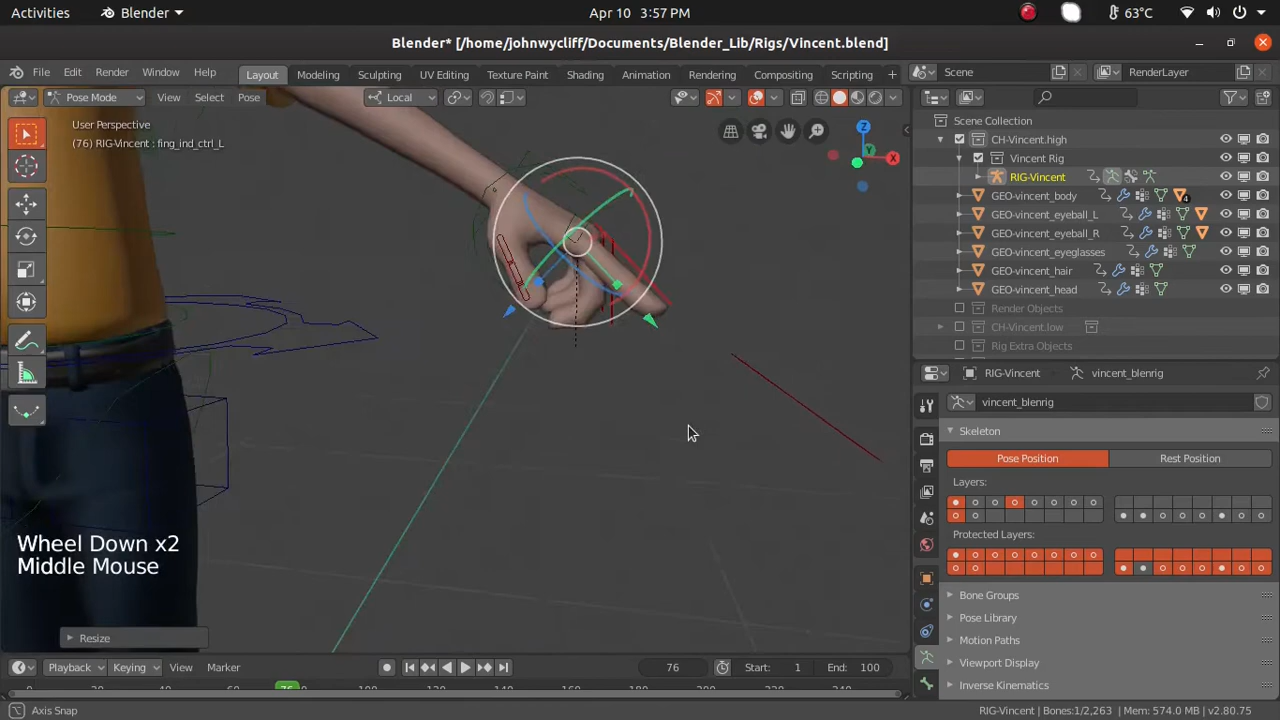 Activities Blender Apr 10 3:57 PM 63°C
Blender* [/home/johnwycliff/Documents/Blender_Lib/Rigs/Vincent.blend]
File Edit Render Window Help Layout Modeling Sculpting UV Editing Texture Paint Shading Animation Rendering Compositing Scripting + Scene RenderLayer
Pose Mode View Select Pose Local
User Perspective
(76) RIG-Vincent : fing_ind_ctrl_L
Z
Y
X
Scene Collection
CH-Vincent.high
Vincent Rig
RIG-Vincent
GEO-vincent_body 4
GEO-vincent_eyeball_L
GEO-vincent_eyeball_R
GEO-vincent_eyeglasses
GEO-vincent_hair
GEO-vincent_head
Render Objects
CH-Vincent.low
Rig Extra Objects
RIG-Vincent vincent_blenrig
vincent_blenrig
Skeleton
Pose Position Rest Position
Layers:
Protected Layers:
Bone Groups
Pose Library
Motion Paths
Viewport Display
Inverse Kinematics
Wheel Down x2
Middle Mouse
Resize
Playback Keying View Marker 76 Start: 1 End: 100
Axis Snap RIG-Vincent | Bones:1/2,263 | Mem: 574.0 MB | v2.80.75